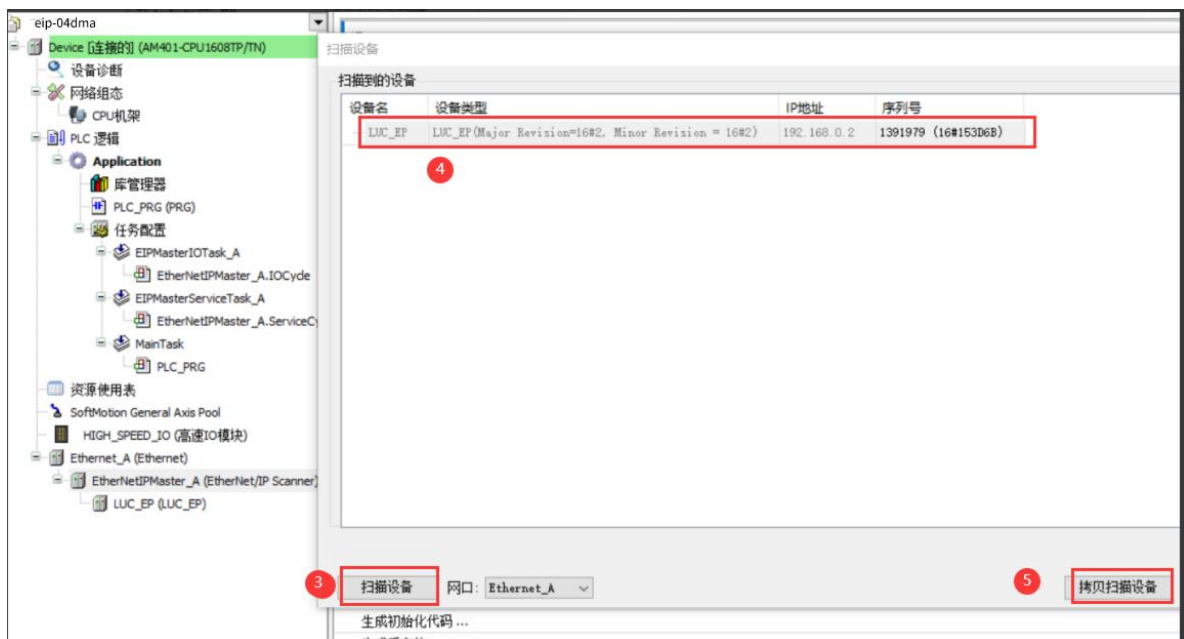 eip-04dma
Device [连接的] (AM401-CPU1608TP/TN)
设备诊断
网络组态
CPU机架
PLC 逻辑
Application
库管理器
PLC_PRG (PRG)
任务配置
EIPMasterIOTask_A
EtherNetIPMaster_A.IOCycle
EIPMasterServiceTask_A
EtherNetIPMaster_A.ServiceCy
MainTask
PLC_PRG
资源使用表
SoftMotion General Axis Pool
HIGH_SPEED_IO (高速IO模块)
Ethernet_A (Ethernet)
EtherNetIPMaster_A (EtherNet/IP Scanner)
LUC_EP (LUC_EP)
扫描设备
扫描到的设备
设备名 设备类型 IP地址 序列号
LUC_EP LUC_EP(Major Revision=16#2, Minor Revision = 16#2) 192.168.0.2 1391979 (16#153D6B)
4
3 扫描设备 网口: Ethernet_A 5 拷贝扫描设备
生成初始化代码 ...